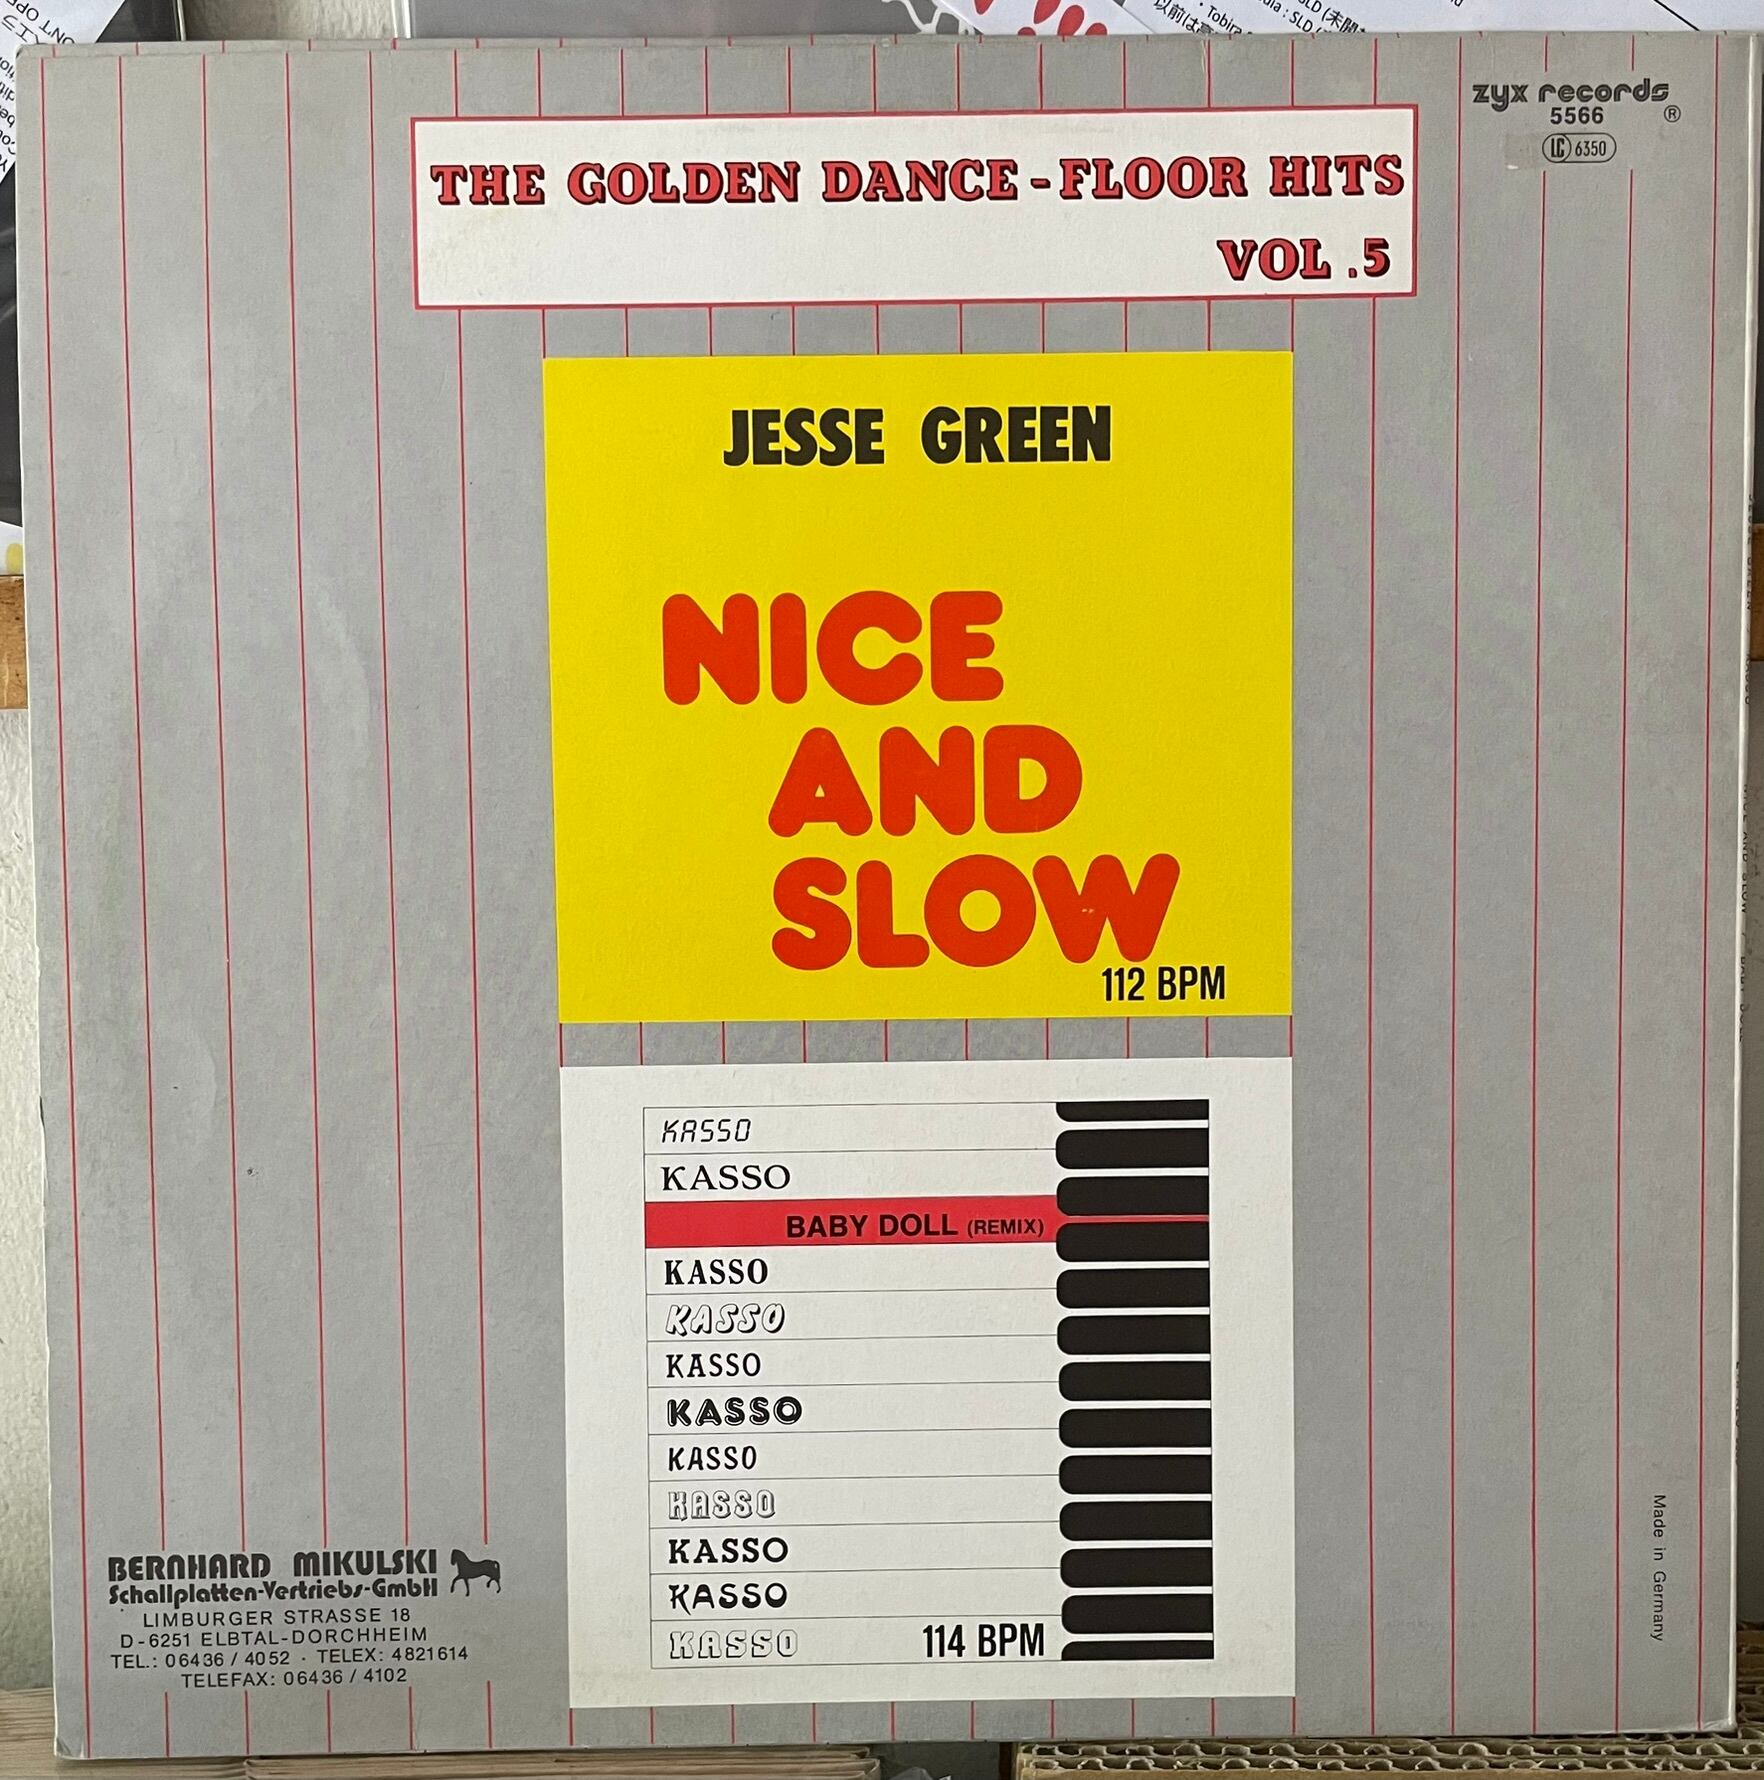 zyx records
5566
®
LC 6350
THE GOLDEN DANCE-FLOOR HITS
VOL.5
JESSE GREEN
NICE
AND
SLOW
112 BPM
KASSO
KASSO
BABY DOLL (REMIX)
KASSO
KASSO
KASSO
KASSO
KASSO
KASSO
KASSO
KASSO
KASSO 114 BPM
BERNHARD MIKULSKI
Schallplatten-Vertriebs-GmbH
LIMBURGER STRASSE 18
D-6251 ELBTAL-DORCHHEIM
TEL.: 06436 / 4052 · TELEX: 4821614
TELEFAX: 06436 / 4102
Made in Germany